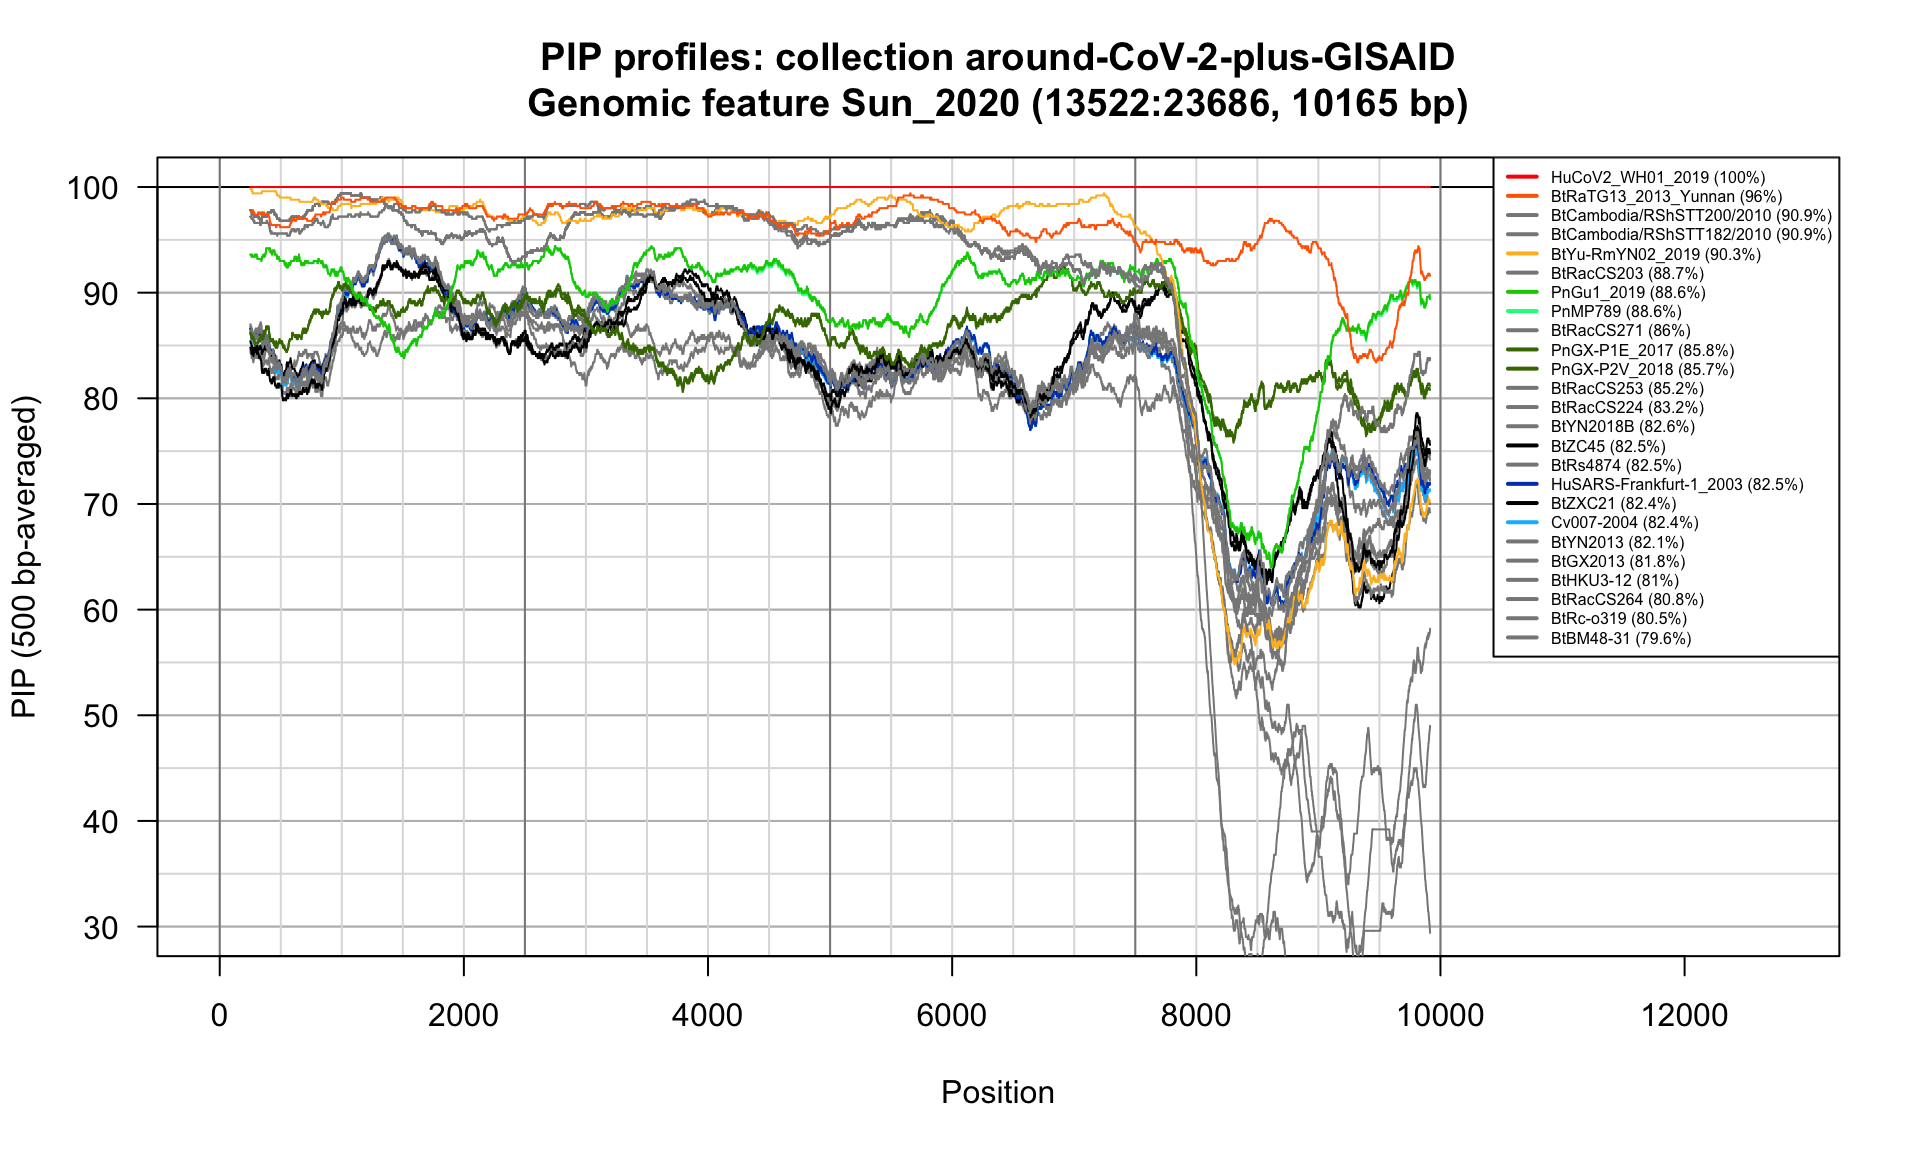 PIP profiles: collection around-CoV-2-plus-GISAID
Genomic feature Sun_2020 (13522:23686, 10165 bp)
PIP (500 bp-averaged)
100
90
80
70
60
50
40
30
0
2000
4000
6000
8000
10000
12000
Position
HuCoV2_WH01_2019 (100%)
BtRaTG13_2013_Yunnan (96%)
BtCambodia/RShSTT200/2010 (90.9%)
BtCambodia/RShSTT182/2010 (90.9%)
BtYu-RmYN02_2019 (90.3%)
BtRacCS203 (88.7%)
PnGu1_2019 (88.6%)
PnMP789 (88.6%)
BtRacCS271 (86%)
PnGX-P1E_2017 (85.8%)
PnGX-P2V_2018 (85.7%)
BtRacCS253 (85.2%)
BtRacCS224 (83.2%)
BtYN2018B (82.6%)
BtZC45 (82.5%)
BtRs4874 (82.5%)
HuSARS-Frankfurt-1_2003 (82.5%)
BtZXC21 (82.4%)
Cv007-2004 (82.4%)
BtYN2013 (82.1%)
BtGX2013 (81.8%)
BtHKU3-12 (81%)
BtRacCS264 (80.8%)
BtRc-o319 (80.5%)
BtBM48-31 (79.6%)